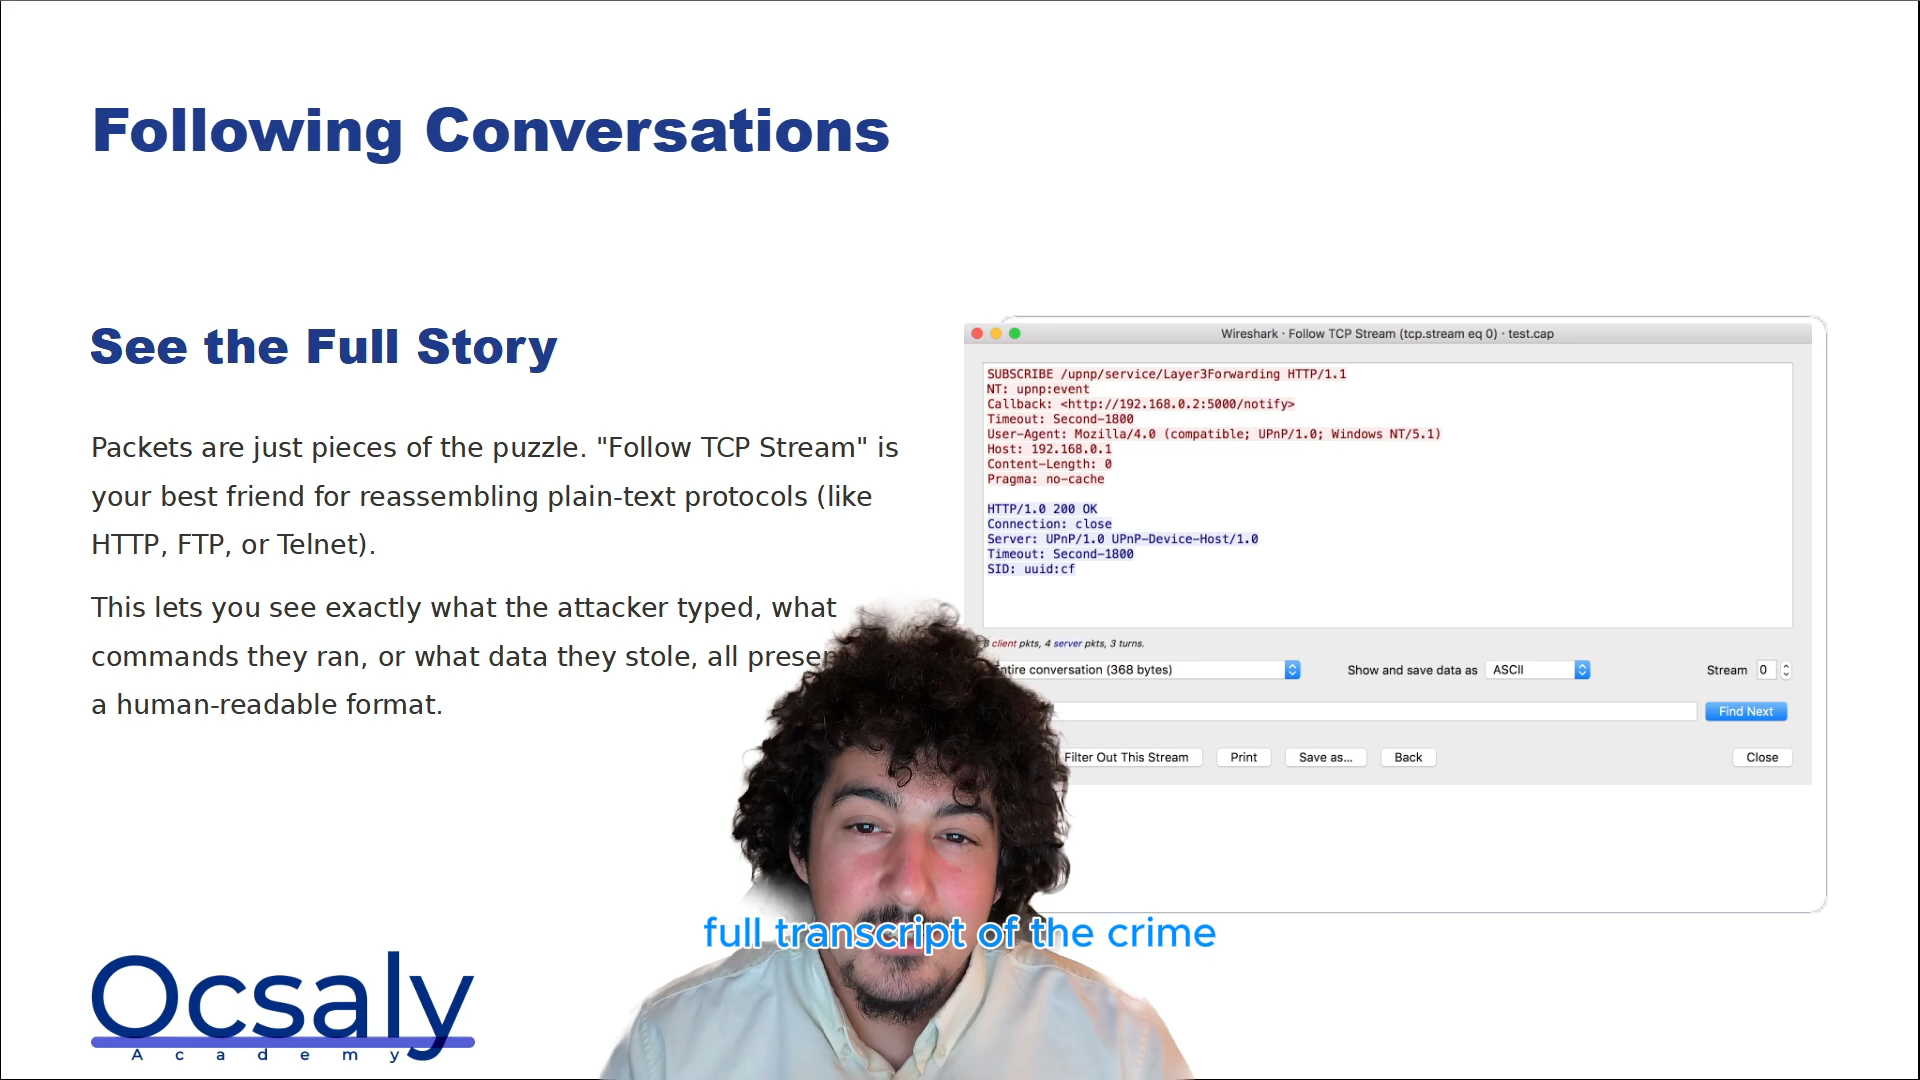 Following Conversations
See the Full Story
Packets are just pieces of the puzzle. "Follow TCP Stream" is
your best friend for reassembling plain-text protocols (like
HTTP, FTP, or Telnet).
This lets you see exactly what the attacker typed, what
commands they ran, or what data they stole, all
a human-readable format.
Wireshark · Follow TCP Stream (tcp.stream eq 0) · test.cap
SUBSCRIBE /upnp/service/Layer3Forwarding HTTP/1.1
NT: upnp:event
Callback: <http://192.168.0.2:5000/notify>
Timeout: Second-1800
User-Agent: Mozilla/4.0 (compatible; UPnP/1.0; Windows NT/5.1)
Host: 192.168.0.1
Content-Length: 0
Pragma: no-cache
HTTP/1.0 200 OK
Connection: close
Server: UPnP/1.0 UPnP-Device-Host/1.0
Timeout: Second-1800
SID: uuid:cf
client pkts, 4 server pkts, 3 turns.
conversation (368 bytes)
Show and save data as ASCII
Stream 0
Find Next
Filter Out This Stream
Print
Save as...
Back
Close
full transcript of the crime
Ocsaly
Academy